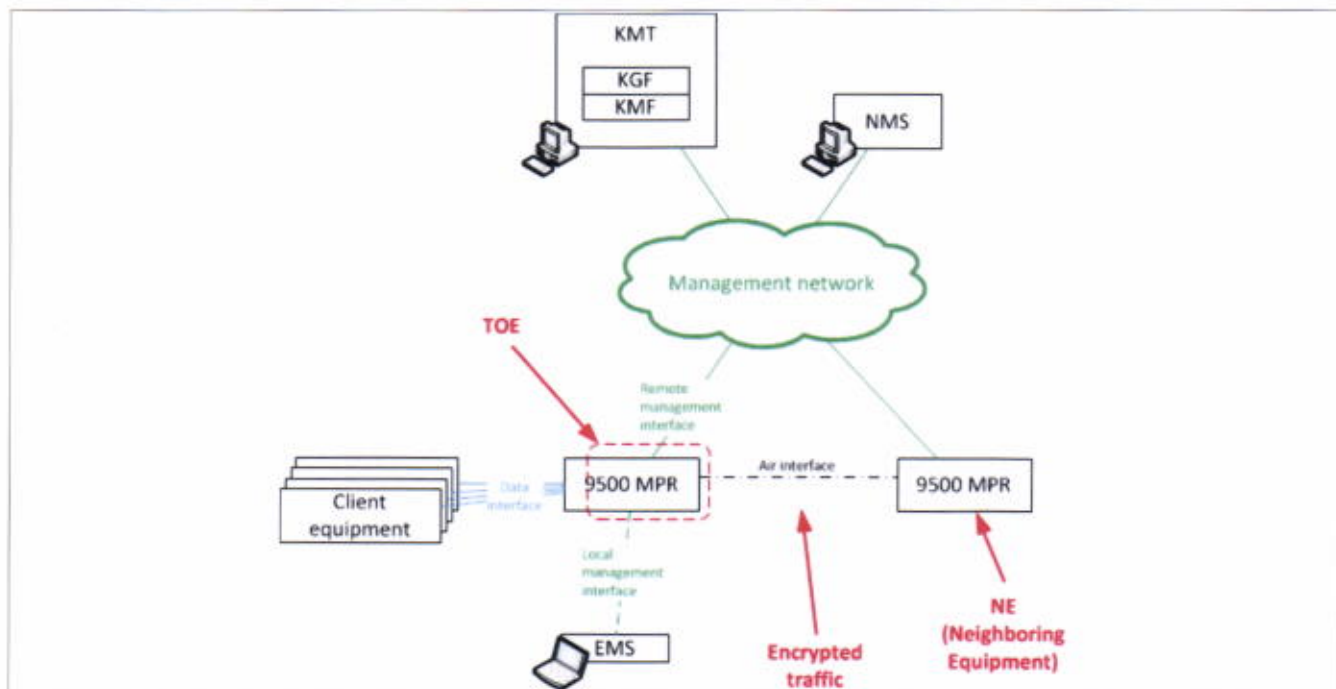 KMT
KGF
KMF
NMS
Management network
TOE
Remote
management
interface
Air interface
9500 MPR
9500 MPR
Data
interface
Client
equipment
Local
management
interface
EMS
Encrypted
traffic
NE
(Neighboring
Equipment)